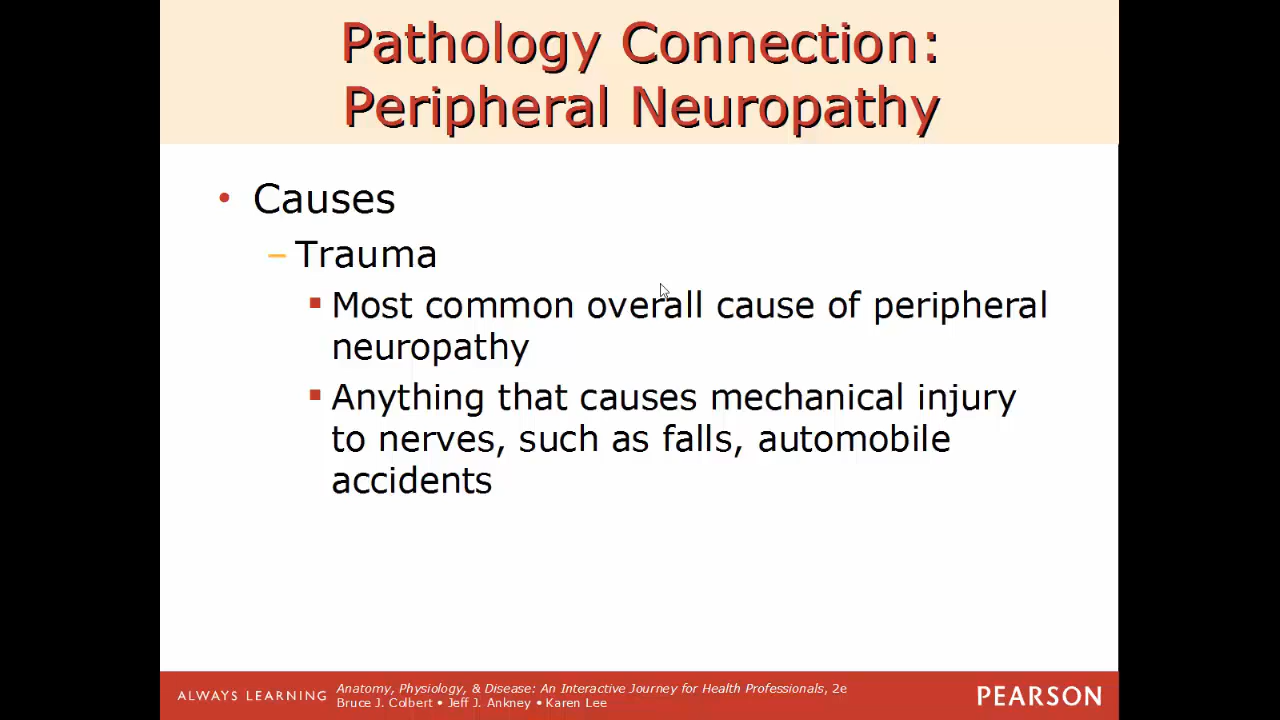 Pathology Connection:
Peripheral Neuropathy
• Causes
– Trauma
▪ Most common overall cause of peripheral
neuropathy
▪ Anything that causes mechanical injury
to nerves, such as falls, automobile
accidents
ALWAYS LEARNING
Anatomy, Physiology, & Disease: An Interactive Journey for Health Professionals, 2e
Bruce J. Colbert • Jeff J. Ankney • Karen Lee
PEARSON